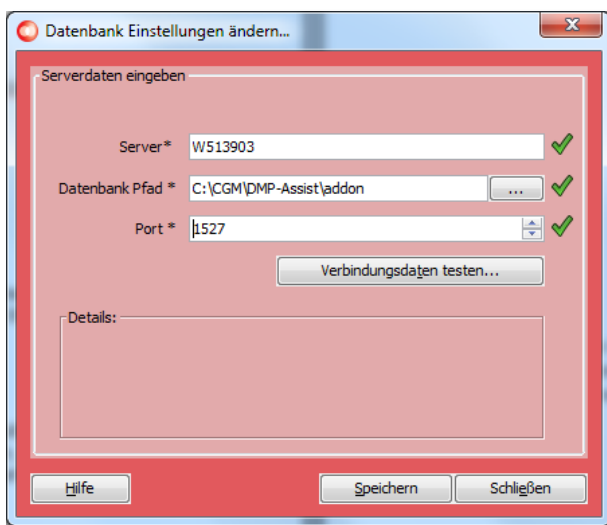 Datenbank Einstellungen ändern...
Serverdaten eingeben
Server* W513903
Datenbank Pfad * C:\CGM\DMP-Assist\addon ...
Port * 1527
Verbindungsdaten testen...
Details:
Hilfe Speichern Schließen